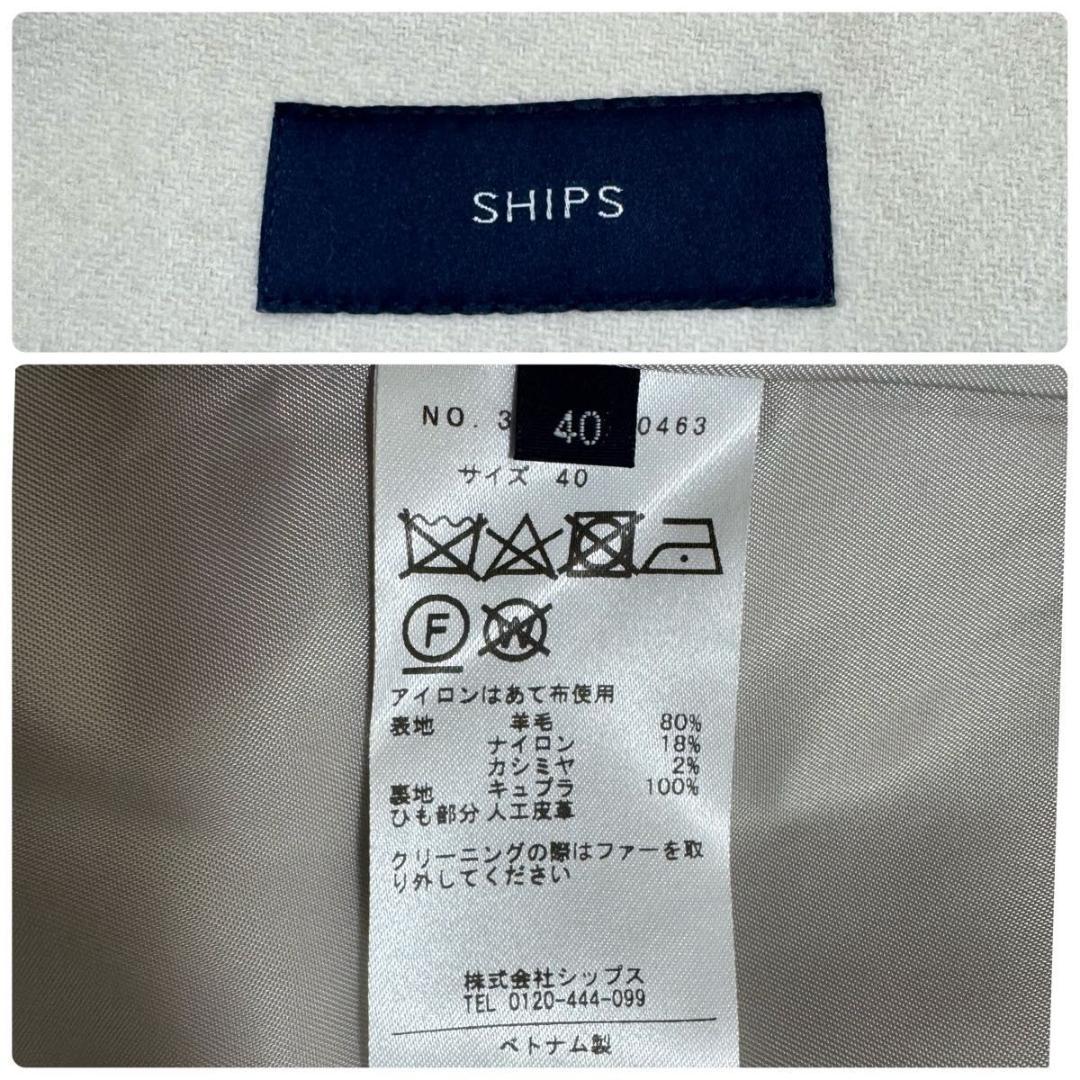 SHIPS
NO. 3 0463
40
サイズ 40
F W
アイロンはあて布使用
表地 羊毛 80%
ナイロン 18%
カシミヤ 2%
裏地 キュプラ 100%
ひも部分 人工皮革
クリーニングの際はファーを取
り外してください
株式会社シップス
TEL 0120-444-099
ベトナム製